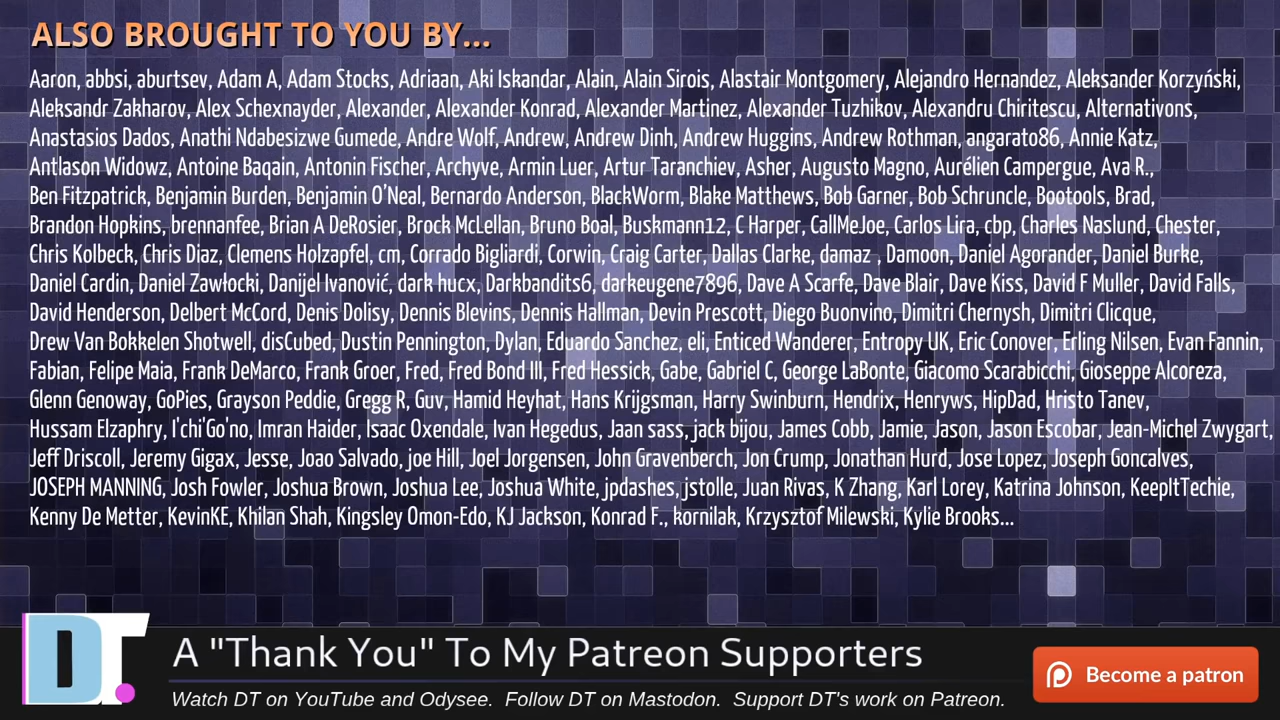 ALSO BROUGHT TO YOU BY...
Aaron, abbsi, aburtsev, Adam A, Adam Stocks, Adriaan, Aki Iskandar, Alain, Alain Sirois, Alastair Montgomery, Alejandro Hernandez, Aleksander Korzyński,
Aleksandr Zakharov, Alex Schexnayder, Alexander, Alexander Konrad, Alexander Martinez, Alexander Tuzhikov, Alexandru Chiritescu, Alternativons,
Anastasios Dados, Anathi Ndabesizwe Gumede, Andre Wolf, Andrew, Andrew Dinh, Andrew Huggins, Andrew Rothman, angarato86, Annie Katz,
Antlason Widowz, Antoine Baqain, Antonin Fischer, Archyve, Armin Luer, Artur Taranchiev, Asher, Augusto Magno, Aurélien Campergue, Ava R.,
Ben Fitzpatrick, Benjamin Burden, Benjamin O'Neal, Bernardo Anderson, BlackWorm, Blake Matthews, Bob Garner, Bob Schruncle, Bootools, Brad,
Brandon Hopkins, brennanfee, Brian A DeRosier, Brock McLellan, Bruno Boal, Buskmann12, C Harper, CallMeJoe, Carlos Lira, cbp, Charles Naslund, Chester,
Chris Kolbeck, Chris Diaz, Clemens Holzapfel, cm, Corrado Bigliardi, Corwin, Craig Carter, Dallas Clarke, damaz , Damoon, Daniel Agorander, Daniel Burke,
Daniel Cardin, Daniel Zawłocki, Danijel Ivanović, dark hucx, Darkbandits6, darkeugene7896, Dave A Scarfe, Dave Blair, Dave Kiss, David F Muller, David Falls,
David Henderson, Delbert McCord, Denis Dolisy, Dennis Blevins, Dennis Hallman, Devin Prescott, Diego Buonvino, Dimitri Chernysh, Dimitri Clicque,
Drew Van Bokkelen Shotwell, disCubed, Dustin Pennington, Dylan, Eduardo Sanchez, eli, Enticed Wanderer, Entropy UK, Eric Conover, Erling Nilsen, Evan Fannin,
Fabian, Felipe Maia, Frank DeMarco, Frank Groer, Fred, Fred Bond III, Fred Hessick, Gabe, Gabriel C, George LaBonte, Giacomo Scarabicchi, Gioseppe Alcoreza,
Glenn Genoway, GoPies, Grayson Peddie, Gregg R, Guv, Hamid Heyhat, Hans Krijgsman, Harry Swinburn, Hendrix, Henryws, HipDad, Hristo Tanev,
Hussam Elzaphry, I'chi'Go'no, Imran Haider, Isaac Oxendale, Ivan Hegedus, Jaan sass, jack bijou, James Cobb, Jamie, Jason, Jason Escobar, Jean-Michel Zwygart,
Jeff Driscoll, Jeremy Gigax, Jesse, Joao Salvado, joe Hill, Joel Jorgensen, John Gravenberch, Jon Crump, Jonathan Hurd, Jose Lopez, Joseph Goncalves,
JOSEPH MANNING, Josh Fowler, Joshua Brown, Joshua Lee, Joshua White, jpdashes, jstolle, Juan Rivas, K Zhang, Karl Lorey, Katrina Johnson, KeepItTechie,
Kenny De Metter, KevinKE, Khilan Shah, Kingsley Omon-Edo, KJ Jackson, Konrad F., kornilak, Krzysztof Milewski, Kylie Brooks...
DT.
A "Thank You" To My Patreon Supporters
Watch DT on YouTube and Odysee. Follow DT on Mastodon. Support DT's work on Patreon.
Become a patron